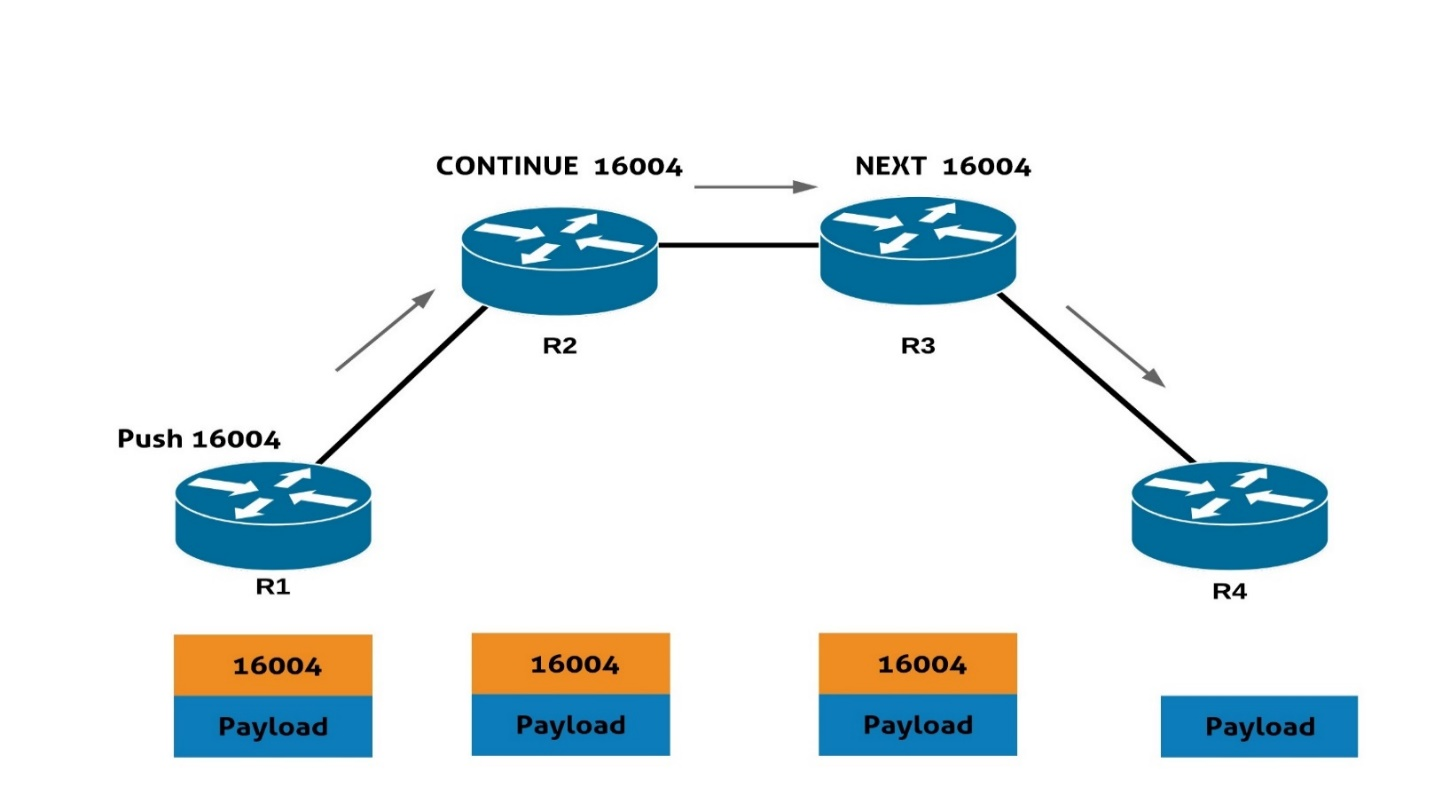 CONTINUE 16004
NEXT 16004
R2
R3
Push 16004
R1
R4
16004
16004
16004
Payload
Payload
Payload
Payload